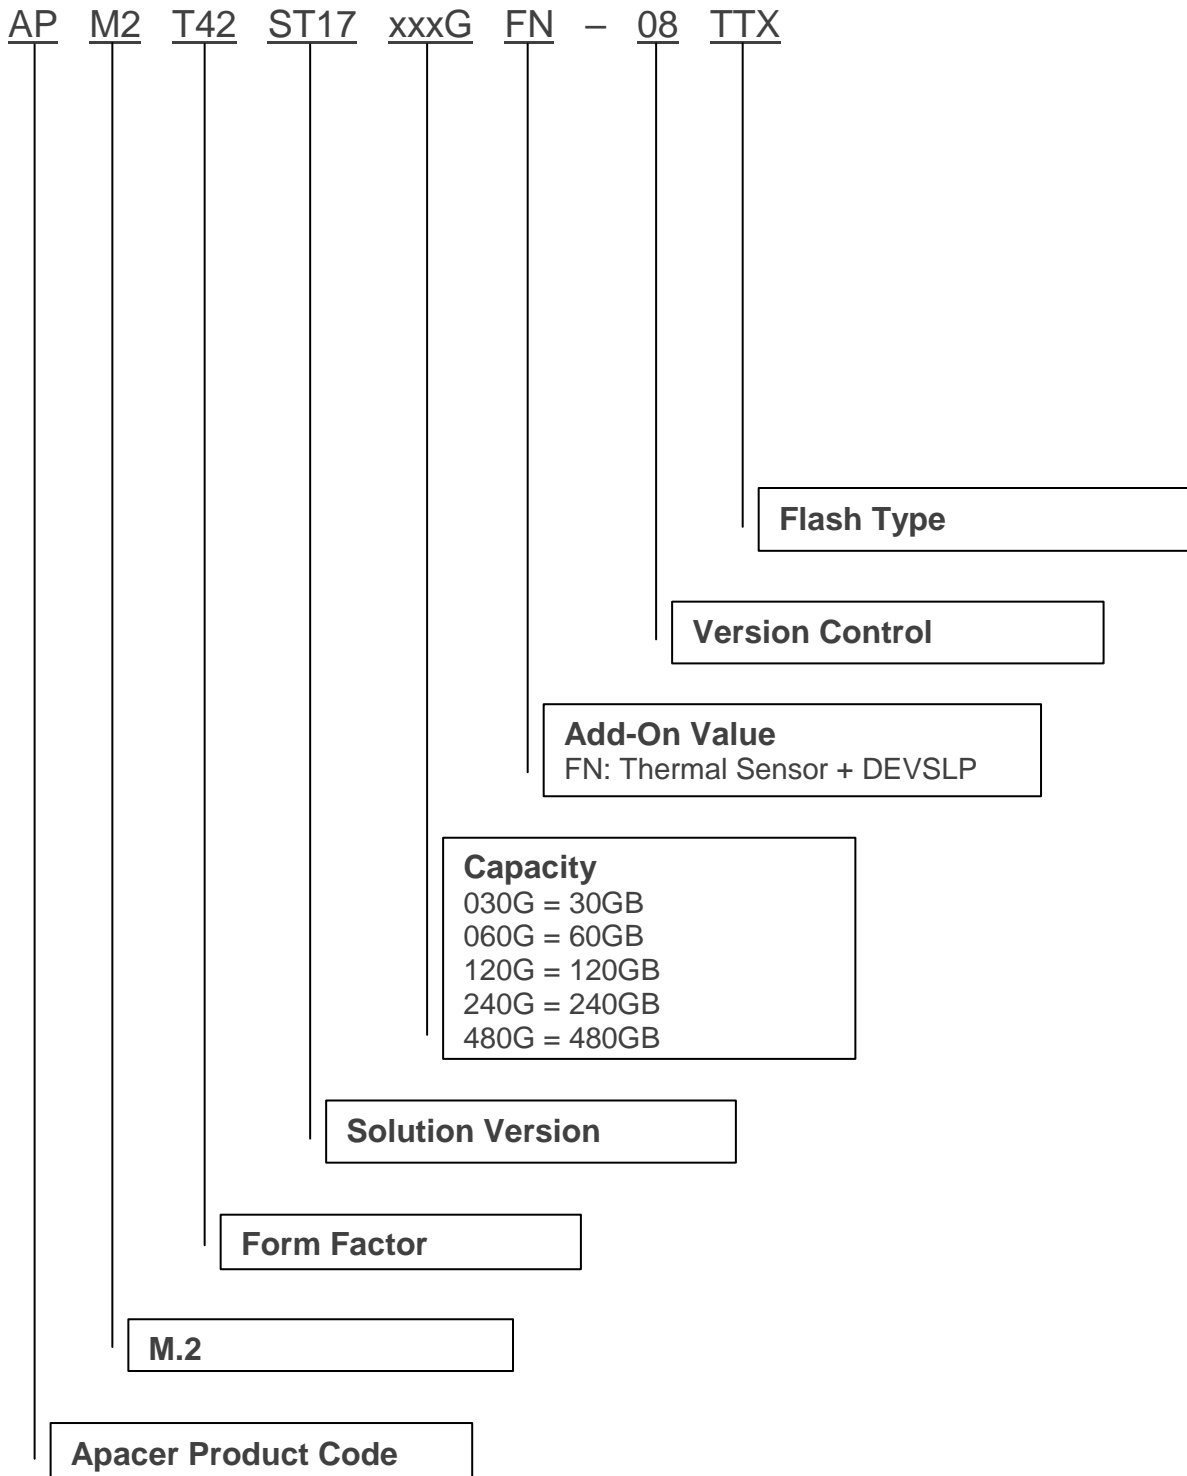 AP M2 T42 ST17 xxxG FN – 08 TTX
Flash Type
Version Control
Add-On Value
FN: Thermal Sensor + DEVSLP
Capacity
030G = 30GB
060G = 60GB
120G = 120GB
240G = 240GB
480G = 480GB
Solution Version
Form Factor
M.2
Apacer Product Code